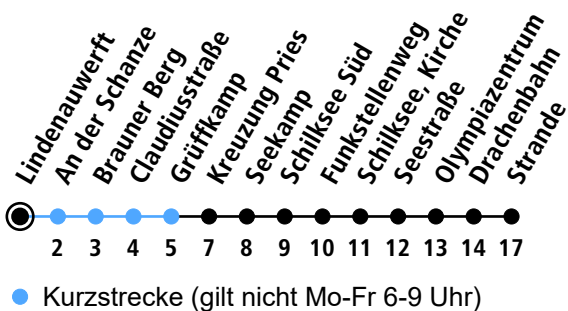 Lindenauwerft
An der Schanze
Brauner Berg
Claudiusstraße
Grüffkamp
Kreuzung Pries
Seekamp
Schilksee Süd
Funkstellenweg
Schilksee, Kirche
Seestraße
Olympiazentrum
Drachenbahn
Strande
2 3 4 5 7 8 9 10 11 12 13 14 17
Kurzstrecke (gilt nicht Mo-Fr 6-9 Uhr)